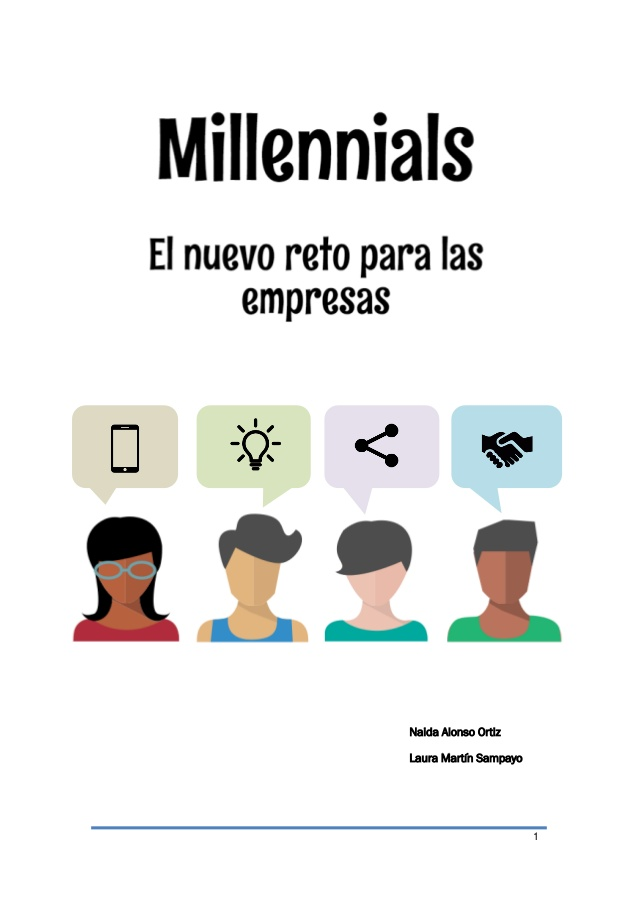 Millennials
El nuevo reto para las
empresas
Naida Alonso Ortiz
Laura Martín Sampayo
1